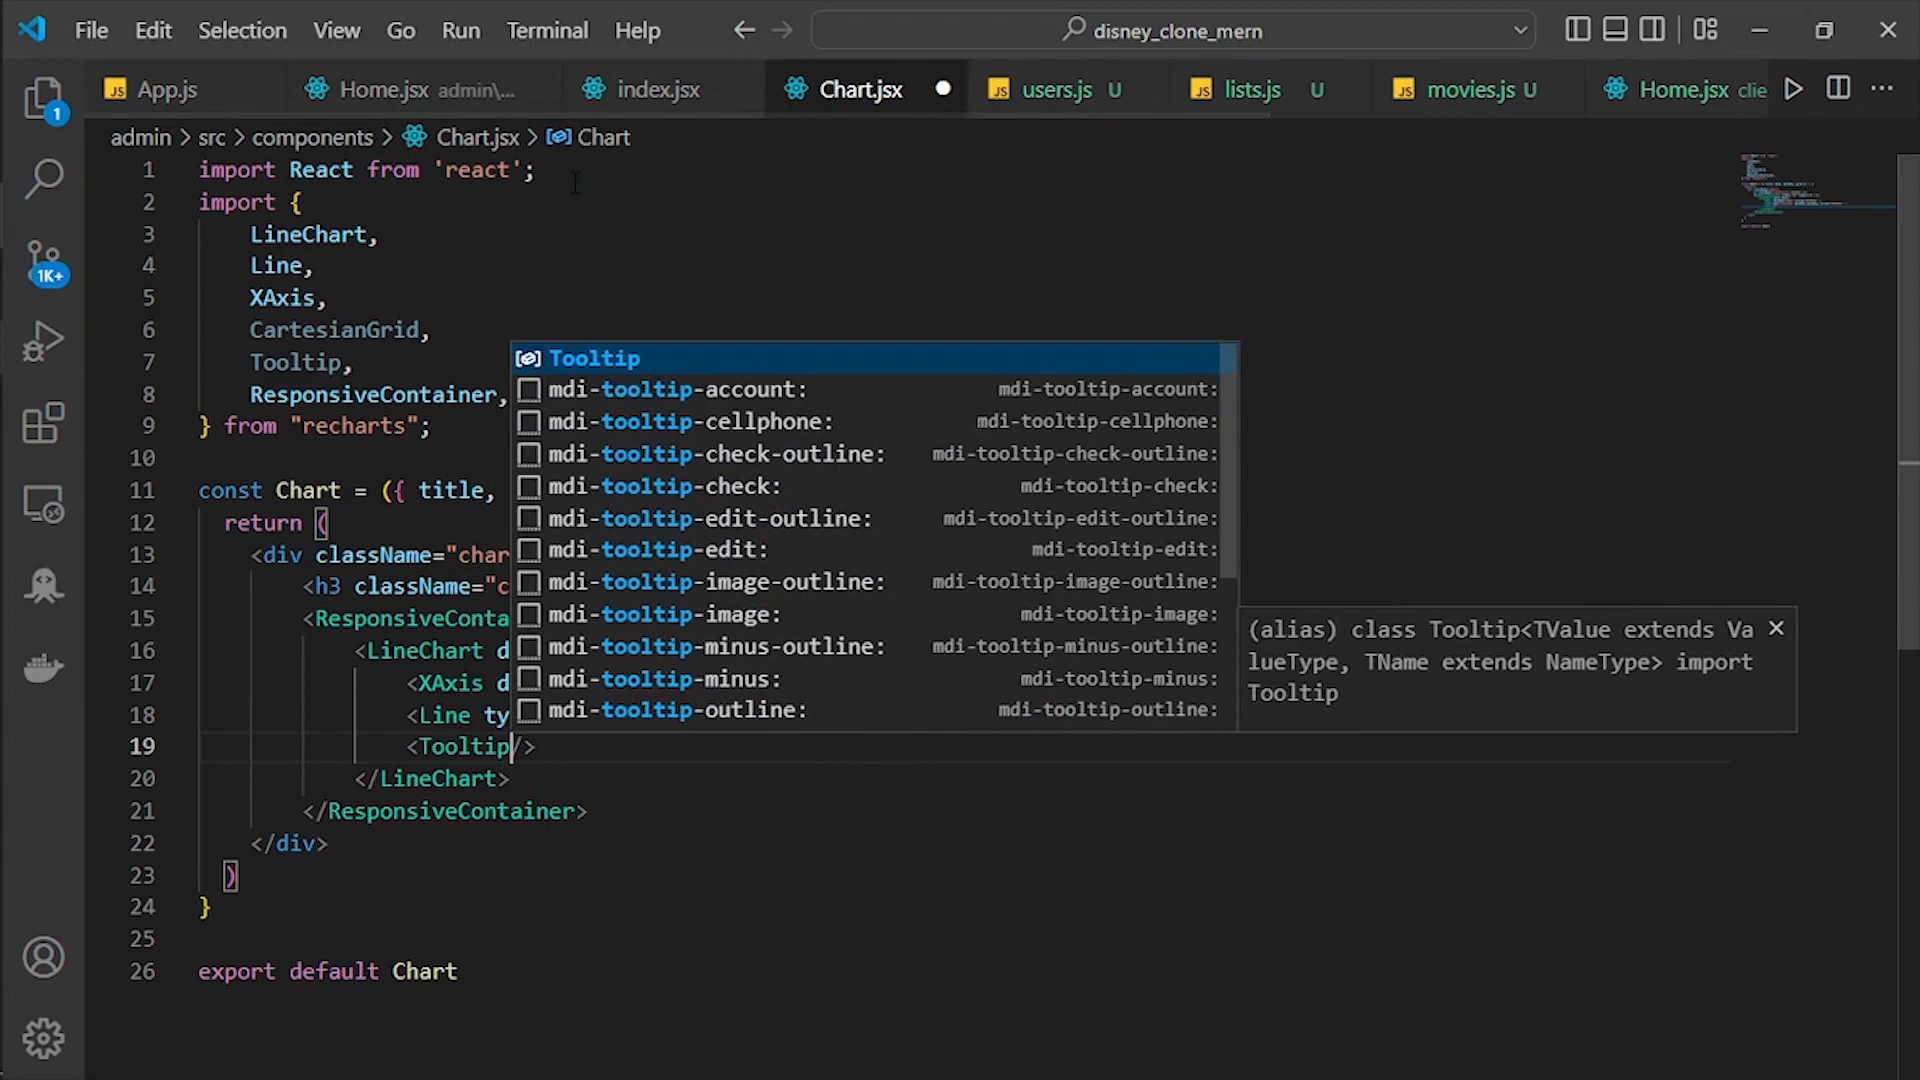 File Edit Selection View Go Run Terminal Help disney_clone_mern
App.js Home.jsx admin\... index.jsx Chart.jsx users.js U lists.js U movies.js U Home.jsx clie
admin > src > components > Chart.jsx > Chart
1 import React from 'react';
2 import {
3 LineChart,
4 Line,
5 XAxis,
6 CartesianGrid,
7 Tooltip,
8 ResponsiveContainer,
9 } from "recharts";
10
11 const Chart = ({ title,
12 return (
13 <div className="char
14 <h3 className="c
15 <ResponsiveConta
16 <LineChart d
17 <XAxis d
18 <Line ty
19 <Tooltip/>
20 </LineChart>
21 </ResponsiveContainer>
22 </div>
23 )
24 }
25
26 export default Chart
Tooltip
mdi-tooltip-account: mdi-tooltip-account:
mdi-tooltip-cellphone: mdi-tooltip-cellphone:
mdi-tooltip-check-outline: mdi-tooltip-check-outline:
mdi-tooltip-check: mdi-tooltip-check:
mdi-tooltip-edit-outline: mdi-tooltip-edit-outline:
mdi-tooltip-edit: mdi-tooltip-edit:
mdi-tooltip-image-outline: mdi-tooltip-image-outline:
mdi-tooltip-image: mdi-tooltip-image:
mdi-tooltip-minus-outline: mdi-tooltip-minus-outline:
mdi-tooltip-minus: mdi-tooltip-minus:
mdi-tooltip-outline: mdi-tooltip-outline:
(alias) class Tooltip<TValue extends Va
lueType, TName extends NameType> import
Tooltip
1
1K+